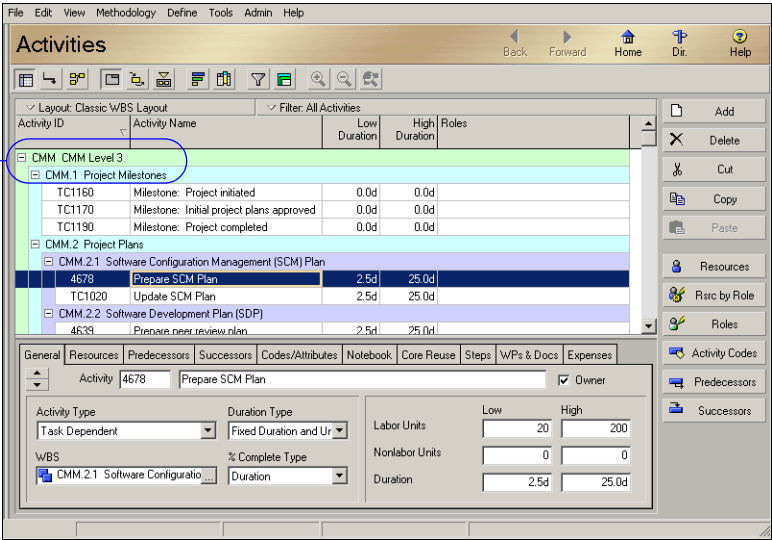 File Edit View Methodology Define Tools Admin Help
Activities
Back Forward Home Dir. Help
Layout: Classic WBS Layout Filter: All Activities
Activity ID Activity Name Low Duration High Duration Roles
CMM CMM Level 3
CMM.1 Project Milestones
TC1160 Milestone: Project initiated 0.0d 0.0d
TC1170 Milestone: Initial project plans approved 0.0d 0.0d
TC1190 Milestone: Project completed 0.0d 0.0d
CMM.2 Project Plans
CMM.2.1 Software Configuration Management (SCM) Plan
4678 Prepare SCM Plan 2.5d 25.0d
TC1020 Update SCM Plan 2.5d 25.0d
CMM.2.2 Software Development Plan (SDP)
4639 Prepare peer review plan 2.5d 25.0d
Add
Delete
Cut
Copy
Paste
Resources
Rsrc by Role
Roles
Activity Codes
Predecessors
Successors
General Resources Predecessors Successors Codes/Attributes Notebook Core Reuse Steps WPs & Docs Expenses
Activity 4678 Prepare SCM Plan Owner
Activity Type Duration Type
Task Dependent Fixed Duration and Ur
WBS % Complete Type
CMM.2.1 Software Configuratio ... Duration
Low High
Labor Units 20 200
Nonlabor Units 0 0
Duration 2.5d 25.0d